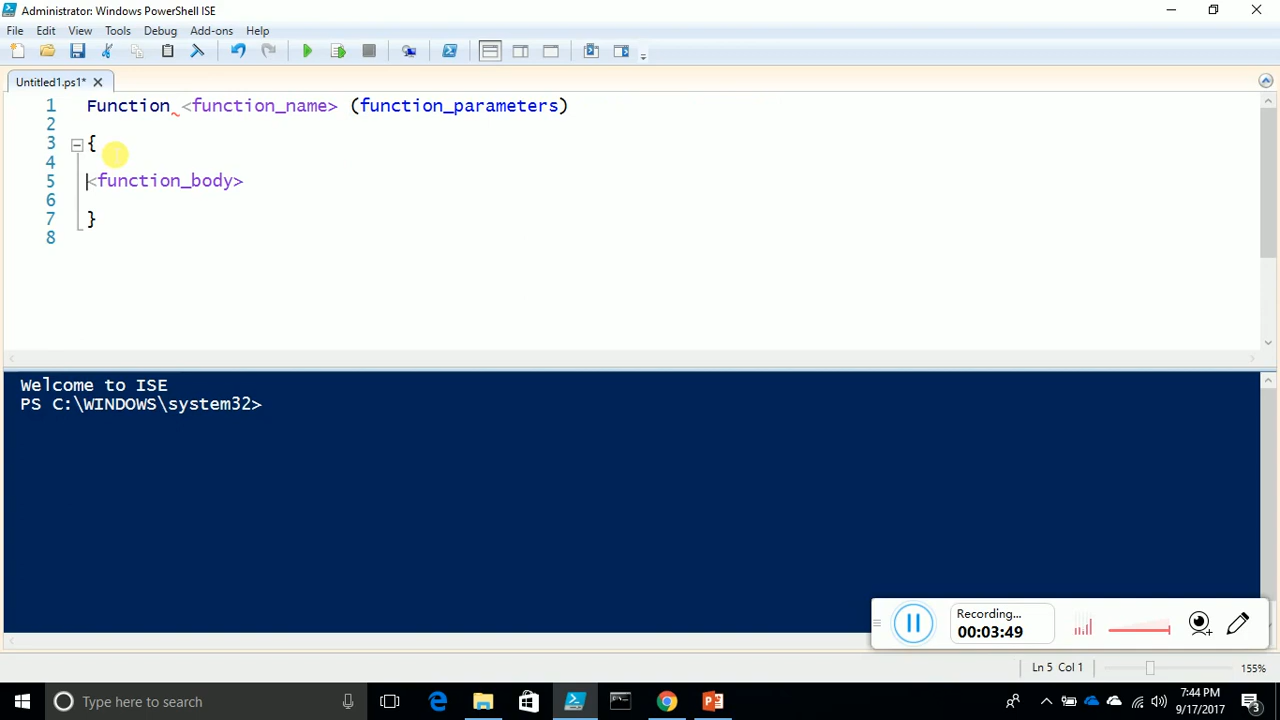 Administrator: Windows PowerShell ISE
File Edit View Tools Debug Add-ons Help
Untitled1.ps1*
1 Function <function_name> (function_parameters)
2
3 {
4
5 <function_body>
6
7 }
8
Welcome to ISE
PS C:\WINDOWS\system32>
Recording...
00:03:49
Ln 5 Col 1
155%
Type here to search
7:44 PM
9/17/2017
3